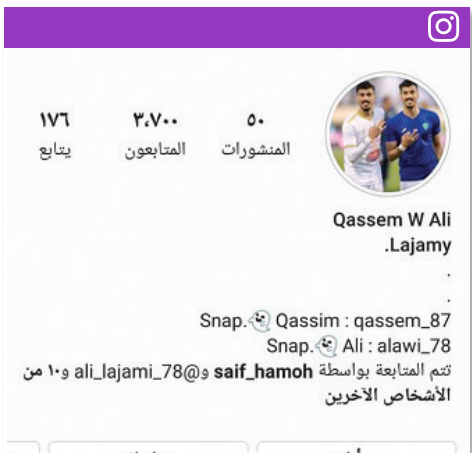 ٥٠ ٣،٧٠٠ ١٧٦
المنشورات المتابعون يتابع
Qassem W Ali
Lajamy.
.
.
Snap.👻 Qassim : qassem_87
Snap.👻 Ali : alawi_78
تتم المتابعة بواسطة saif_hamoh و@ali_lajami_78 و١٠ من
الأشخاص الآخرين